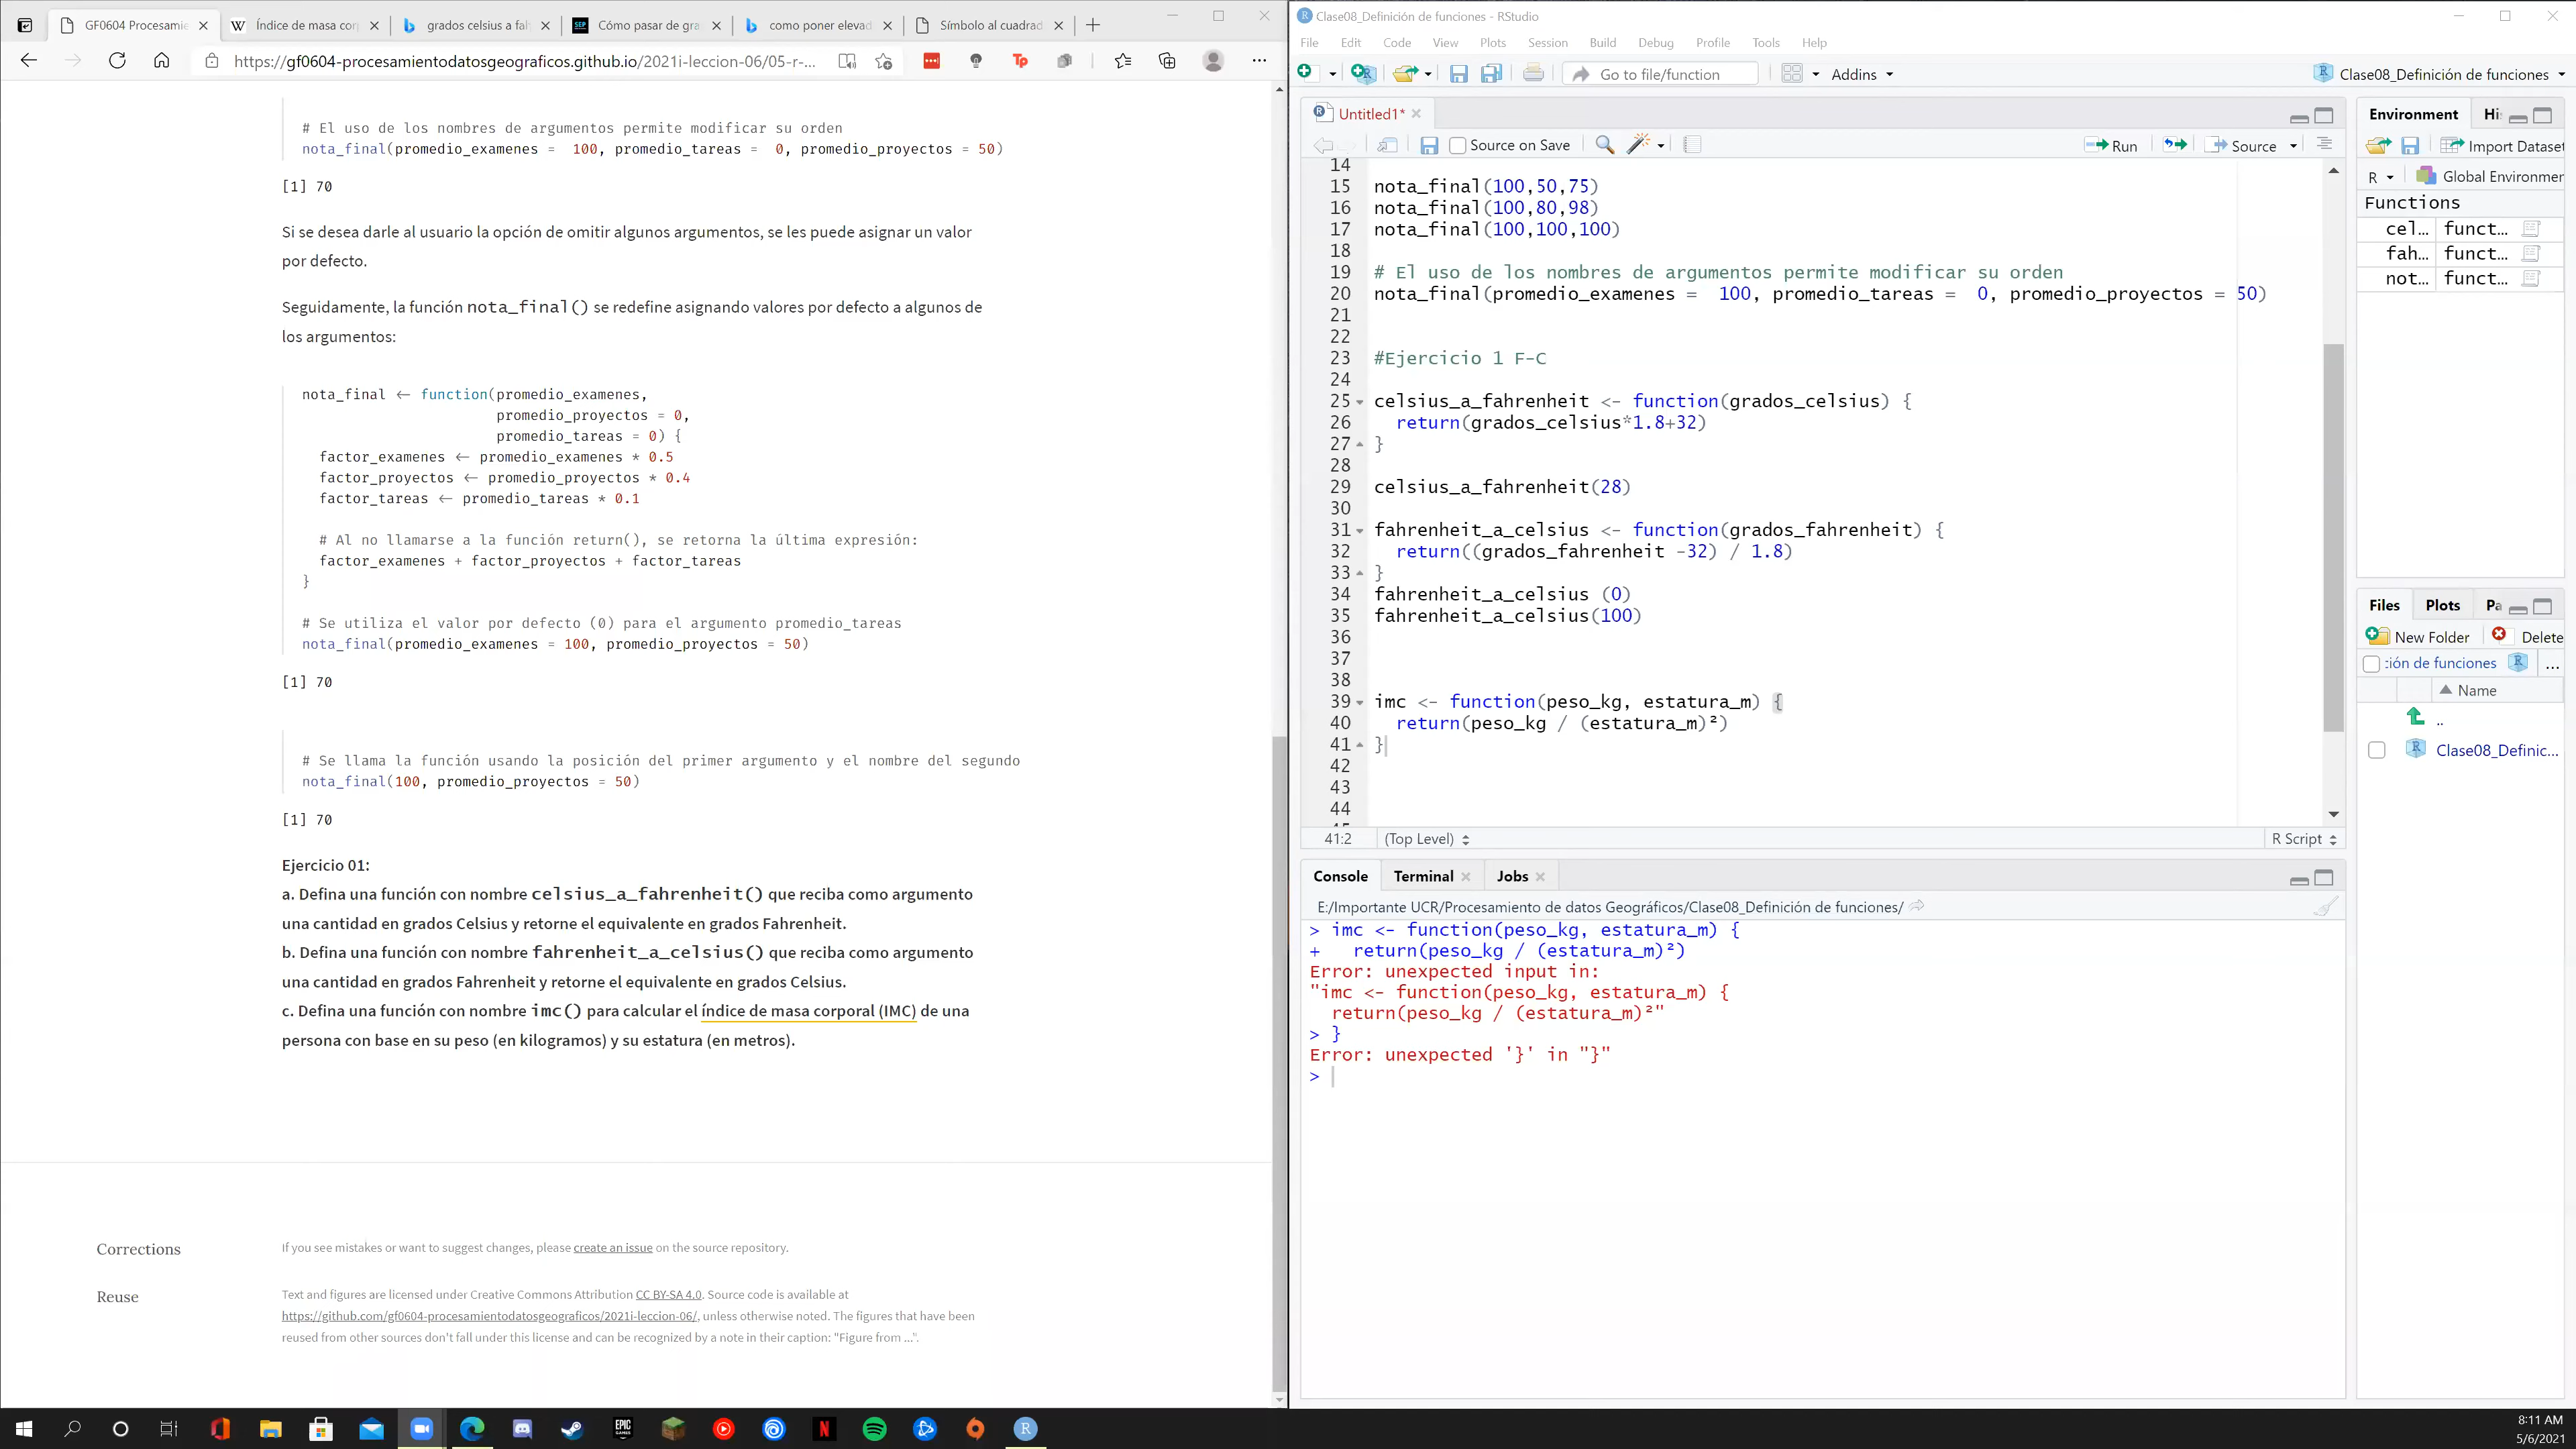 GF0604 Procesamie
Índice de masa cor
grados celsius a fah
SEP Cómo pasar de gra
como poner elevad
Símbolo al cuadrad
https://gf0604-procesamientodatosgeograficos.github.io/2021i-leccion-06/05-r-...
# El uso de los nombres de argumentos permite modificar su orden
nota_final(promedio_examenes =  100, promedio_tareas =  0, promedio_proyectos = 50)
[1] 70
Si se desea darle al usuario la opción de omitir algunos argumentos, se les puede asignar un valor
por defecto.
Seguidamente, la función nota_final() se redefine asignando valores por defecto a algunos de
los argumentos:
nota_final <- function(promedio_examenes,
promedio_proyectos = 0,
promedio_tareas = 0) {
factor_examenes <- promedio_examenes * 0.5
factor_proyectos <- promedio_proyectos * 0.4
factor_tareas <- promedio_tareas * 0.1
# Al no llamarse a la función return(), se retorna la última expresión:
factor_examenes + factor_proyectos + factor_tareas
}
# Se utiliza el valor por defecto (0) para el argumento promedio_tareas
nota_final(promedio_examenes = 100, promedio_proyectos = 50)
[1] 70
# Se llama la función usando la posición del primer argumento y el nombre del segundo
nota_final(100, promedio_proyectos = 50)
[1] 70
Ejercicio 01:
a. Defina una función con nombre celsius_a_fahrenheit() que reciba como argumento
una cantidad en grados Celsius y retorne el equivalente en grados Fahrenheit.
b. Defina una función con nombre fahrenheit_a_celsius() que reciba como argumento
una cantidad en grados Fahrenheit y retorne el equivalente en grados Celsius.
c. Defina una función con nombre imc() para calcular el índice de masa corporal (IMC) de una
persona con base en su peso (en kilogramos) y su estatura (en metros).
Corrections
If you see mistakes or want to suggest changes, please create an issue on the source repository.
Reuse
Text and figures are licensed under Creative Commons Attribution CC BY-SA 4.0. Source code is available at
https://github.com/gf0604-procesamientodatosgeograficos/2021i-leccion-06/, unless otherwise noted. The figures that have been
reused from other sources don't fall under this license and can be recognized by a note in their caption: "Figure from ...".
Clase08_Definición de funciones - RStudio
File Edit Code View Plots Session Build Debug Profile Tools Help
Go to file/function Addins Clase08_Definición de funciones
Untitled1*
Source on Save Run Source
14
15 nota_final(100,50,75)
16 nota_final(100,80,98)
17 nota_final(100,100,100)
18
19 # El uso de los nombres de argumentos permite modificar su orden
20 nota_final(promedio_examenes =  100, promedio_tareas =  0, promedio_proyectos = 50)
21
22
23 #Ejercicio 1 F-C
24
25 celsius_a_fahrenheit <- function(grados_celsius) {
26 return(grados_celsius*1.8+32)
27 }
28
29 celsius_a_fahrenheit(28)
30
31 fahrenheit_a_celsius <- function(grados_fahrenheit) {
32 return((grados_fahrenheit -32) / 1.8)
33 }
34 fahrenheit_a_celsius (0)
35 fahrenheit_a_celsius(100)
36
37
38
39 imc <- function(peso_kg, estatura_m) {
40 return(peso_kg / (estatura_m)²)
41 }
42
43
44
41:2 (Top Level) R Script
Console Terminal Jobs
E:/Importante UCR/Procesamiento de datos Geográficos/Clase08_Definición de funciones/
> imc <- function(peso_kg, estatura_m) {
+   return(peso_kg / (estatura_m)²)
Error: unexpected input in:
"imc <- function(peso_kg, estatura_m) {
return(peso_kg / (estatura_m)²"
> }
Error: unexpected '}' in "}"
>
Environment His
Import Dataset
R Global Environmen
Functions
cel… funct…
fah… funct…
not… funct…
Files Plots Pa
New Folder Delete
ción de funciones ...
Name
..
Clase08_Definic...
EPIC GAMES
8:11 AM
5/6/2021